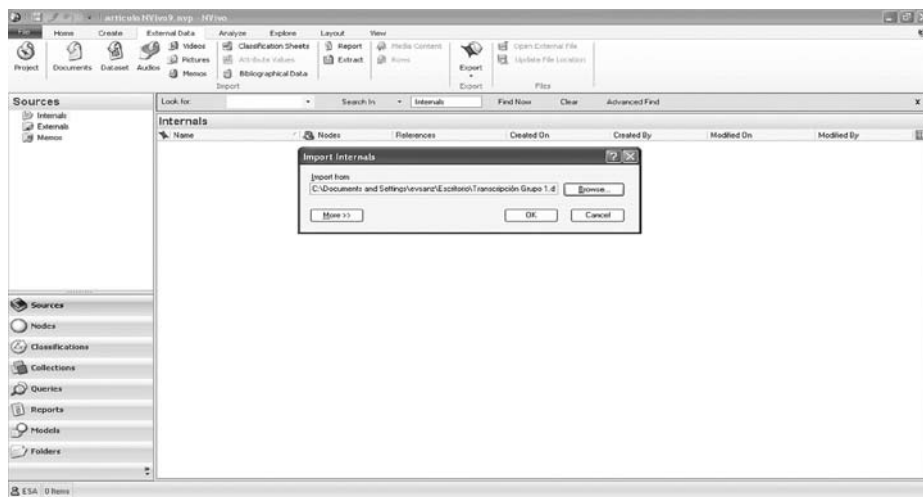 articulo NVivo9.nvp - NVivo
File Home Create External Data Analyze Explore Layout View
Project Documents Dataset Audios
Videos
Pictures
Memos
Classification Sheets
Attribute Values
Bibliographical Data
Report
Extract
Media Content
Rows
Export
Open External File
Update File Location
Import Export Files
Sources
Internals
Externals
Memos
Look for: Search In Internals Find Now Clear Advanced Find X
Internals
Name Nodes References Created On Created By Modified On Modified By
Import Internals
Import from
C:\Documents and Settings\evsanz\Escritorio\Transcripción Grupo 1.d Browse...
More >> OK Cancel
Sources
Nodes
Classifications
Collections
Queries
Reports
Models
Folders
ESA 0 Items